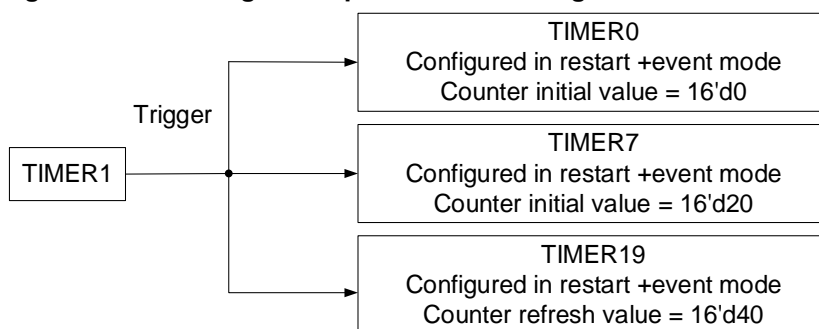 TIMER0
Configured in restart +event mode
Counter initial value = 16'd0
Trigger
TIMER7
Configured in restart +event mode
Counter initial value = 16'd20
TIMER1
TIMER19
Configured in restart +event mode
Counter refresh value = 16'd40